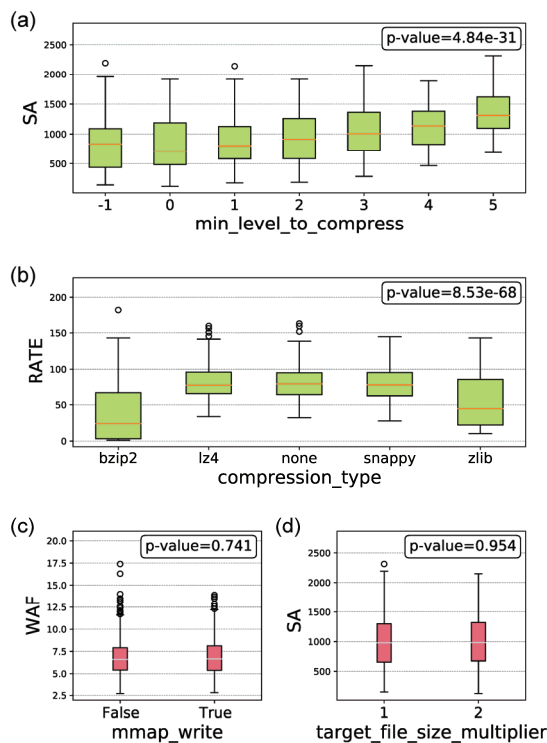 (a)
p-value=4.84e-31
SA
2500
2000
1500
1000
500
-1 0 1 2 3 4 5
min_level_to_compress
(b)
p-value=8.53e-68
RATE
200
150
100
50
0
bzip2 lz4 none snappy zlib
compression_type
(c)
p-value=0.741
WAF
20.0
17.5
15.0
12.5
10.0
7.5
5.0
2.5
False True
mmap_write
(d)
p-value=0.954
SA
2500
2000
1500
1000
500
1 2
target_file_size_multiplier